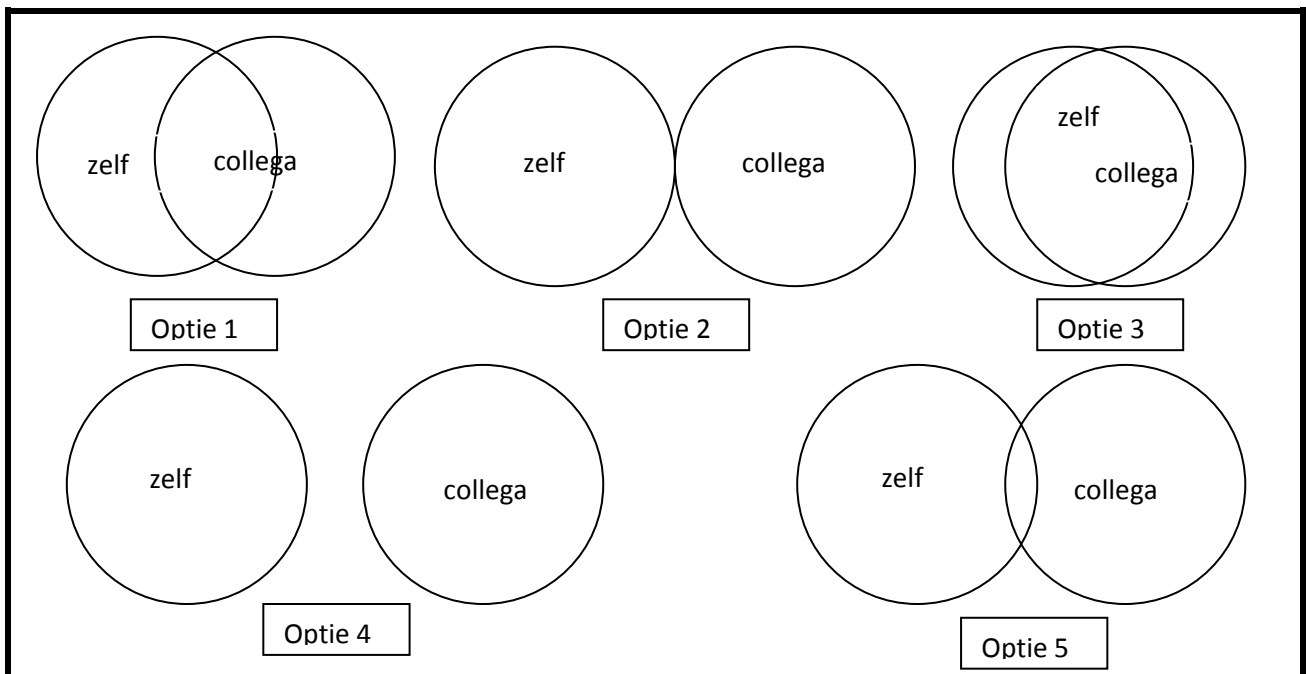 zelf
collega
Optie 1
zelf
collega
Optie 2
zelf
collega
Optie 3
zelf
collega
Optie 4
zelf
collega
Optie 5